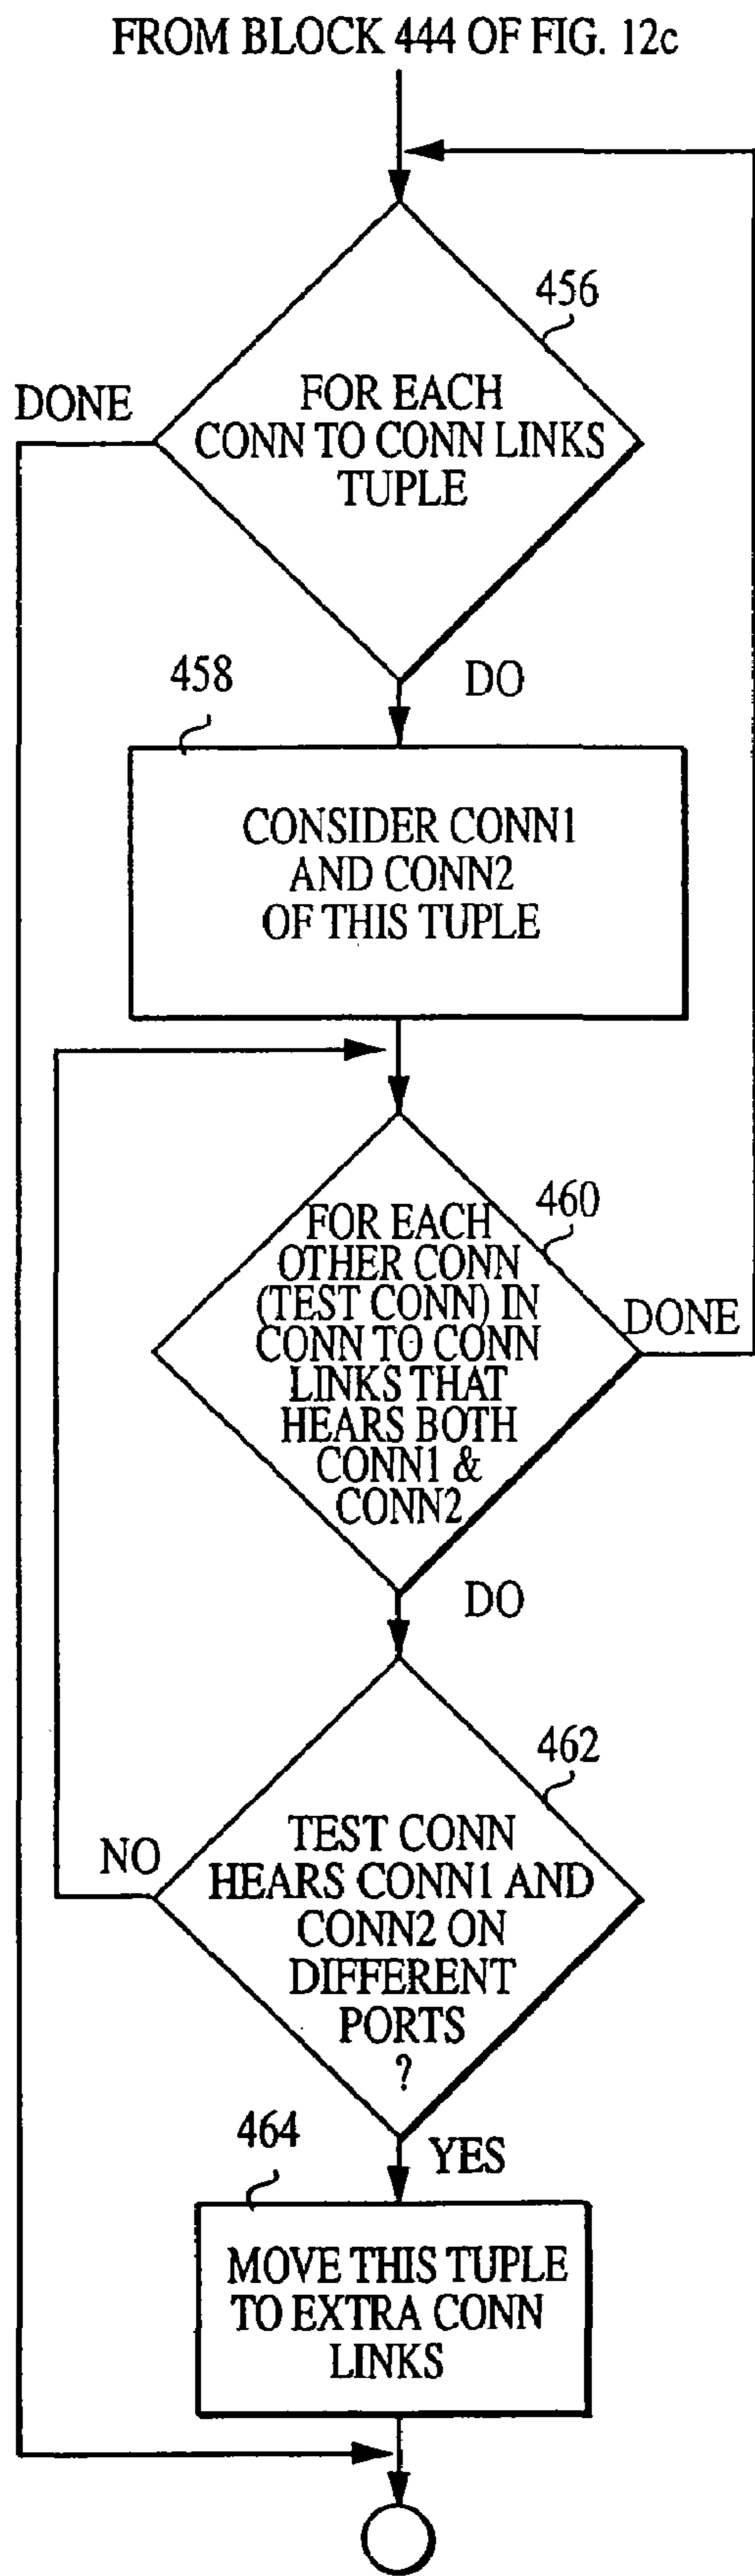 FROM BLOCK 444 OF FIG. 12c
456
DONE
FOR EACH
CONN TO CONN LINKS
TUPLE
DO
458
CONSIDER CONN1
AND CONN2
OF THIS TUPLE
460
FOR EACH
OTHER CONN
(TEST CONN) IN
CONN TO CONN
LINKS THAT
HEARS BOTH
CONN1 &
CONN2
DONE
DO
462
NO
TEST CONN
HEARS CONN1 AND
CONN2 ON
DIFFERENT
PORTS
?
464
YES
MOVE THIS TUPLE
TO EXTRA CONN
LINKS